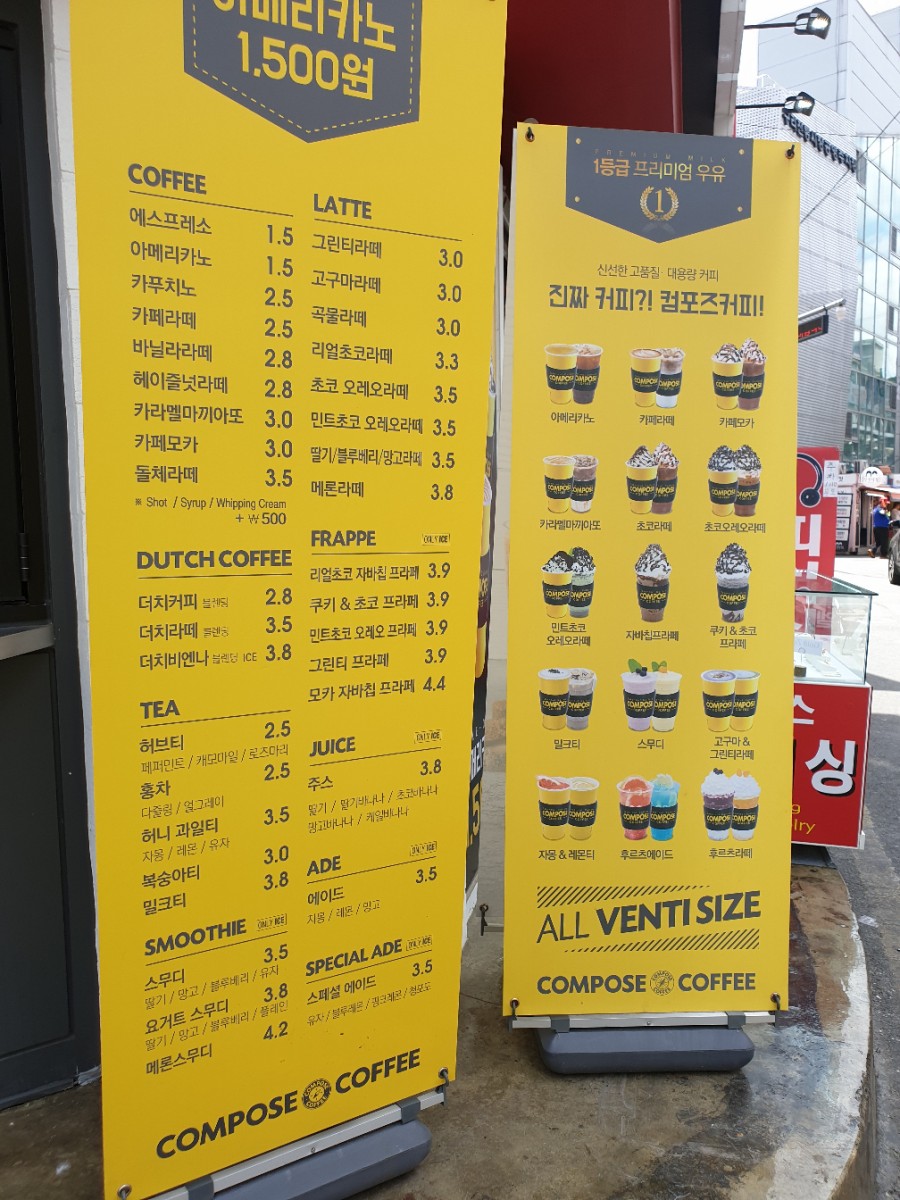 아메리카노
1.500원
COFFEE
에스프레소 1.5
아메리카노 1.5
카푸치노 2.5
카페라떼 2.5
바닐라라떼 2.8
헤이즐넛라떼 2.8
카라멜마끼아또 3.0
카페모카 3.0
돌체라떼 3.5
※ Shot / Syrup / Whipping Cream
+ ₩500
DUTCH COFFEE
더치커피 블렌딩 2.8
더치라떼 블렌딩 3.5
더치비엔나 블렌딩 ICE 3.8
TEA
허브티 2.5
페퍼민트 / 캐모마일 / 로즈마리
홍차 2.5
다즐링 / 얼그레이
허니 과일티 3.5
자몽 / 레몬 / 유자
복숭아티 3.0
밀크티 3.8
SMOOTHIE ONLY ICE
스무디 3.5
딸기 / 망고 / 블루베리 / 유자
요거트 스무디 3.8
딸기 / 망고 / 블루베리 / 플레인
메론스무디 4.2
LATTE
그린티라떼 3.0
고구마라떼 3.0
곡물라떼 3.0
리얼초코라떼 3.3
초코 오레오라떼 3.5
민트초코 오레오라떼 3.5
딸기/블루베리/망고라떼 3.5
메론라떼 3.8
FRAPPE ONLY ICE
리얼초코 자바칩 프라페 3.9
쿠키 & 초코 프라페 3.9
민트초코 오레오 프라페 3.9
그린티 프라페 3.9
모카 자바칩 프라페 4.4
JUICE ONLY ICE
주스 3.8
딸기 / 딸기바나나 / 초코바나나
망고바나나 / 케일바나나
ADE ONLY ICE
에이드 3.5
자몽 / 레몬 / 망고
SPECIAL ADE ONLY ICE
스페셜 에이드 3.5
유자 / 블루레몬 / 핑크레몬 / 청포도
COMPOSE COFFEE
PREMIUM MILK
1등급 프리미엄 우유
1
신선한 고품질· 대용량 커피
진짜 커피?! 컴포즈커피!
아메리카노 카페라떼 카페모카
카라멜마끼아또 초코라떼 초코오레오라떼
민트초코
오레오라떼
자바칩프라페
쿠키 & 초코
프라페
밀크티 스무디
고구마 &
그린티라떼
자몽 & 레몬티 후르츠에이드 후르츠라떼
ALL VENTI SIZE
COMPOSE COFFEE
스
싱
lry